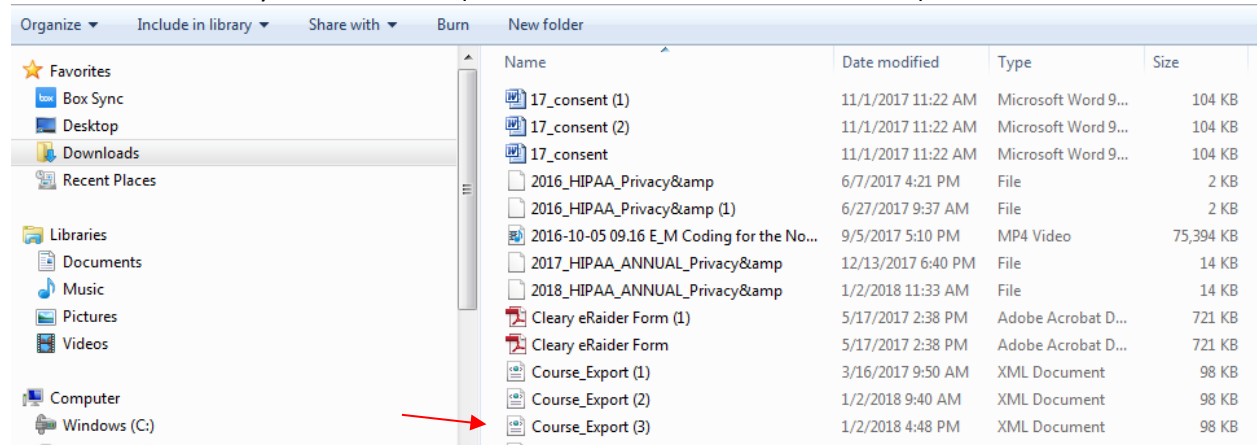 Organize Include in library Share with Burn New folder
Favorites
Box Sync
Desktop
Downloads
Recent Places
Libraries
Documents
Music
Pictures
Videos
Computer
Windows (C:)
Name Date modified Type Size
17_consent (1) 11/1/2017 11:22 AM Microsoft Word 9... 104 KB
17_consent (2) 11/1/2017 11:22 AM Microsoft Word 9... 104 KB
17_consent 11/1/2017 11:22 AM Microsoft Word 9... 104 KB
2016_HIPAA_Privacy&amp 6/7/2017 4:21 PM File 2 KB
2016_HIPAA_Privacy&amp (1) 6/27/2017 9:37 AM File 2 KB
2016-10-05 09.16 E_M Coding for the No... 9/5/2017 5:10 PM MP4 Video 75,394 KB
2017_HIPAA_ANNUAL_Privacy&amp 12/13/2017 6:40 PM File 14 KB
2018_HIPAA_ANNUAL_Privacy&amp 1/2/2018 11:33 AM File 14 KB
Cleary eRaider Form (1) 5/17/2017 2:38 PM Adobe Acrobat D... 721 KB
Cleary eRaider Form 5/17/2017 2:38 PM Adobe Acrobat D... 721 KB
Course_Export (1) 3/16/2017 9:50 AM XML Document 98 KB
Course_Export (2) 1/2/2018 9:40 AM XML Document 98 KB
Course_Export (3) 1/2/2018 4:48 PM XML Document 98 KB